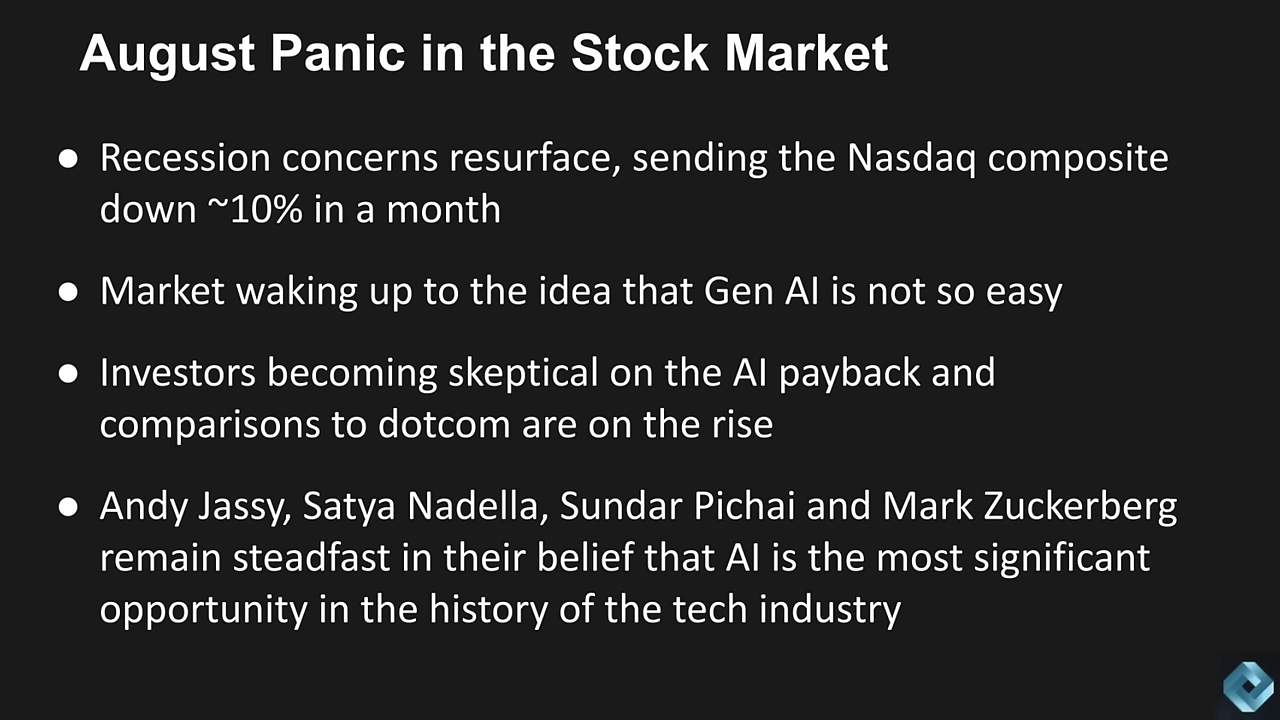 August Panic in the Stock Market
● Recession concerns resurface, sending the Nasdaq composite
down ~10% in a month
● Market waking up to the idea that Gen AI is not so easy
● Investors becoming skeptical on the AI payback and
comparisons to dotcom are on the rise
● Andy Jassy, Satya Nadella, Sundar Pichai and Mark Zuckerberg
remain steadfast in their belief that AI is the most significant
opportunity in the history of the tech industry